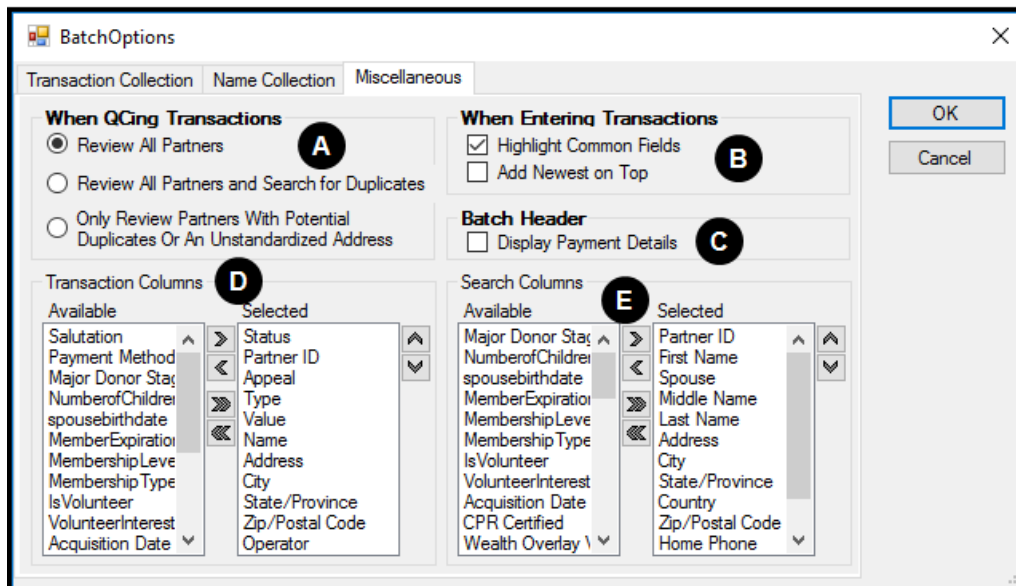 BatchOptions
Transaction Collection Name Collection Miscellaneous
When QCing Transactions
A
Review All Partners
Review All Partners and Search for Duplicates
Only Review Partners With Potential
Duplicates Or An Unstandardized Address
When Entering Transactions
Highlight Common Fields
B
Add Newest on Top
Batch Header
Display Payment Details
C
OK
Cancel
Transaction Columns
D
Available
Salutation
Payment Method
Major Donor Stag
NumberofChildre
spousebirthdate
MemberExpiration
MembershipLeve
MembershipType
IsVolunteer
VolunteerInterest
Acquisition Date
Selected
Status
Partner ID
Appeal
Type
Value
Name
Address
City
State/Province
Zip/Postal Code
Operator
Search Columns
E
Available
Major Donor Stag
NumberofChildre
spousebirthdate
MemberExpiration
MembershipLevel
MembershipType
IsVolunteer
VolunteerInterest
Acquisition Date
CPR Certified
Wealth Overlay V
Selected
Partner ID
First Name
Spouse
Middle Name
Last Name
Address
City
State/Province
Country
Zip/Postal Code
Home Phone